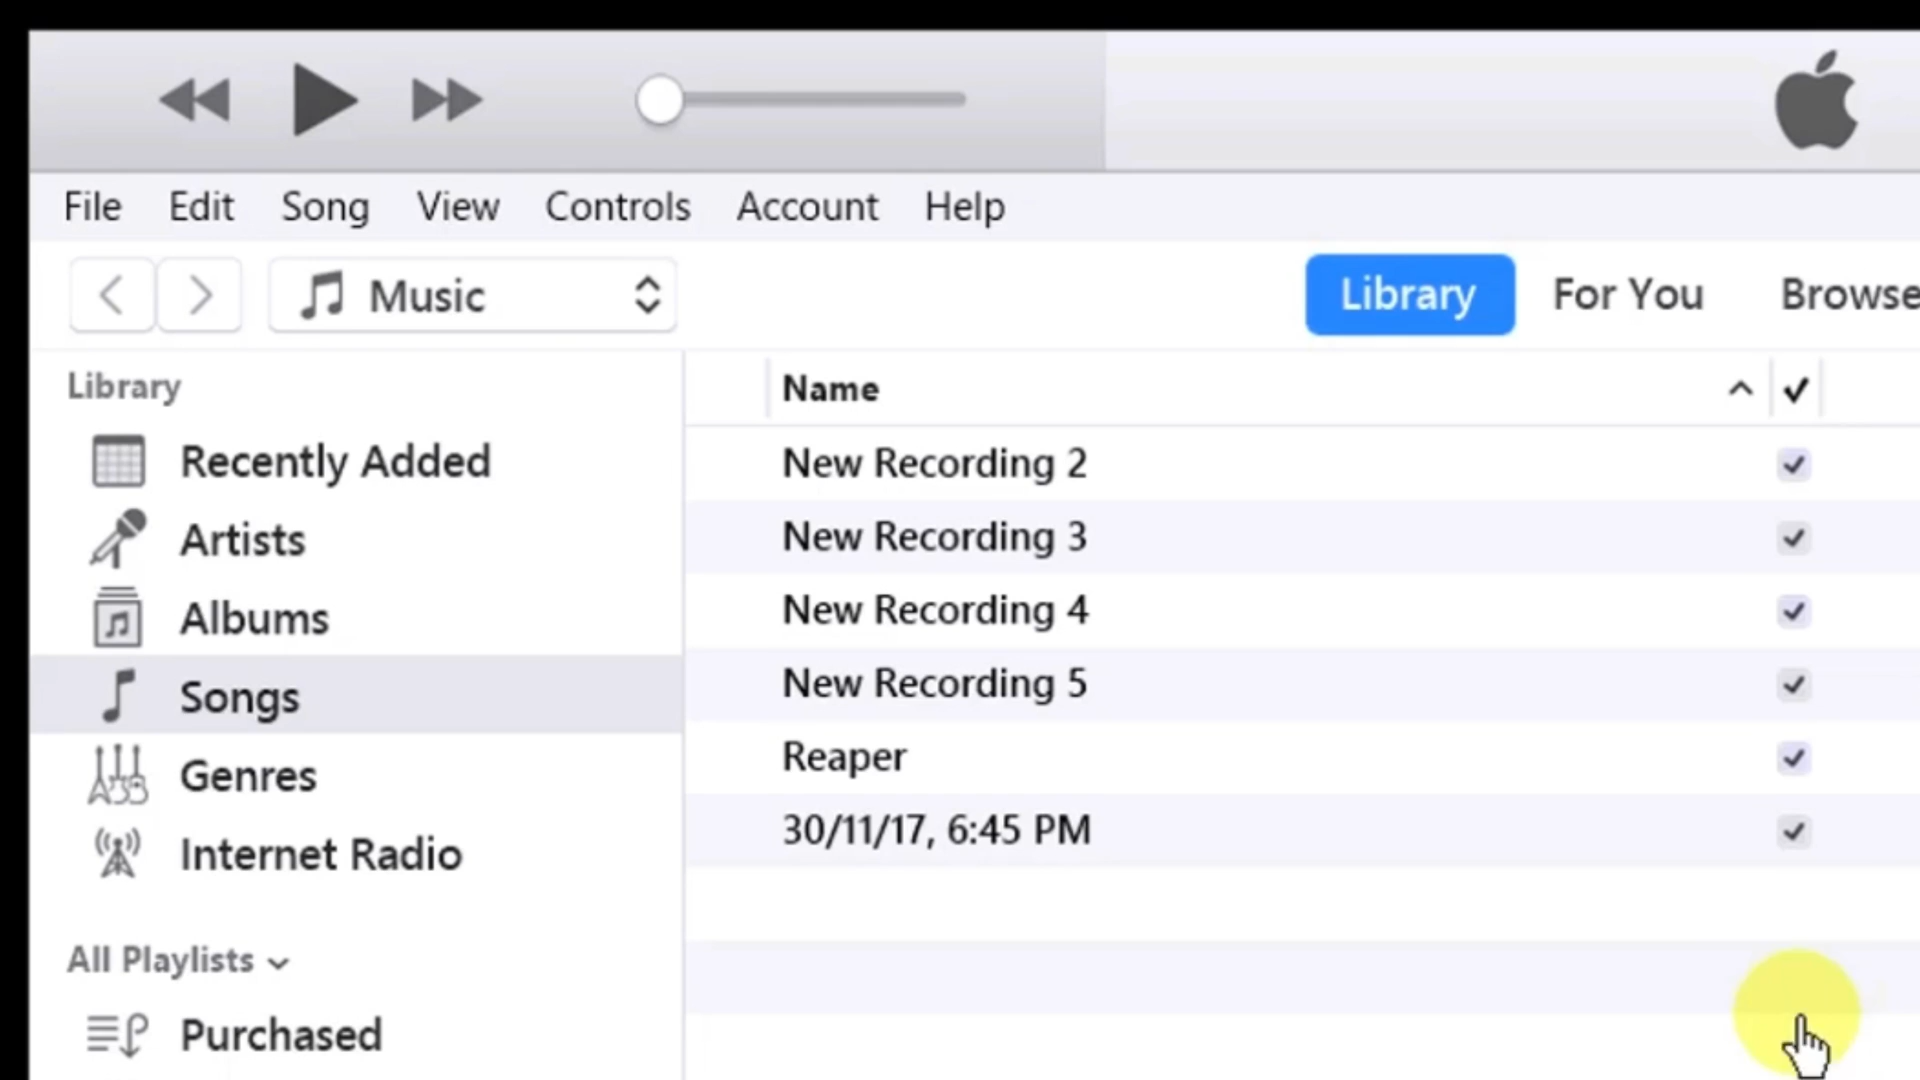 File Edit Song View Controls Account Help
Music Library For You Browse
Library
Recently Added
Artists
Albums
Songs
Genres
Internet Radio
All Playlists
Purchased
Name
New Recording 2
New Recording 3
New Recording 4
New Recording 5
Reaper
30/11/17, 6:45 PM